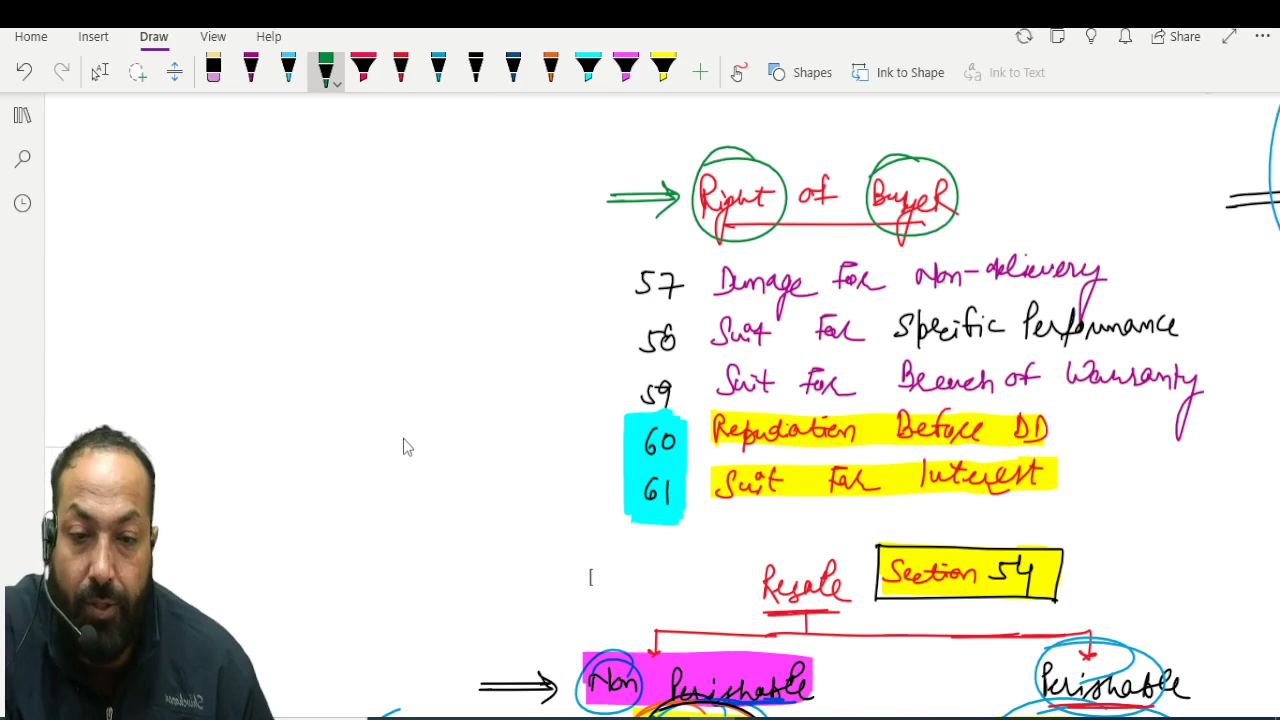 Home Insert Draw View Help Share
Shapes Ink to Shape Ink to Text
Right of Buyer
57 Damage For Non-delievery
58 Suit For Specific Performance
59 Suit For Breach of Warranty
60 Repudiation Before DD
61 Suit For Interest
[
Resale Section 54
Non Perishable Perishable